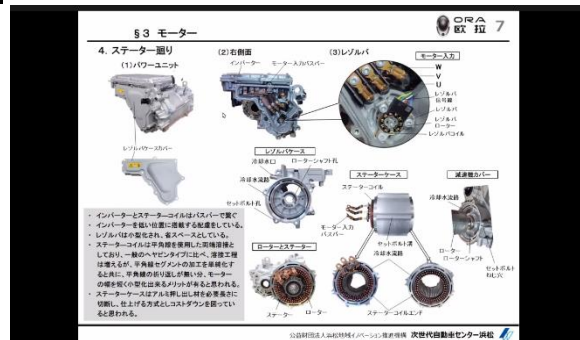 §3 モーター
ORA
欧拉
7
4. ステーター廻り
(1)パワーユニット
(2)右側面
(3)レゾルバ
モーター入力
インバーター
モーター入力バスバー
W
V
U
レゾルバ
信号線
レゾルバ
レゾルバ
ローター
レゾルバコイル
レゾルバケースカバー
レゾルバケース
冷却水口
ローターシャフト孔
冷却水流路
セットボルト孔
ステーターケース
ステーターコイル
モーター入力
バスバー
セットボルト溝
冷却水流路
減速機カバー
冷却水流路
ローター
ローターシャフト
セットボルト
ねじ穴
ローターとステーター
ステーター
ローター
ステーターコイルエンド
・ インバーターとステーターコイルはバスバーで繋ぐ
・ インバーターを低い位置に搭載する配慮をしている。
・ レゾルバは小型化され、省スペースとしている。
・ ステーターコイルは平角線を使用した両端溶接と
しており、一般のヘヤピンタイプに比べ、溶接工程
は増えるが、平角線セグメントの加工を単純化す
ると共に、平角線の折り返しが無い分、モーター
の幅を短く小型化出来るメリットが有ると思われる。
・ ステーターケースはアルミ押し出し材を必要長さに
切断し、仕上げる方式としコストダウンを図ってい
ると思われる。
公益財団法人浜松地域イノベーション推進機構 次世代自動車センター浜松